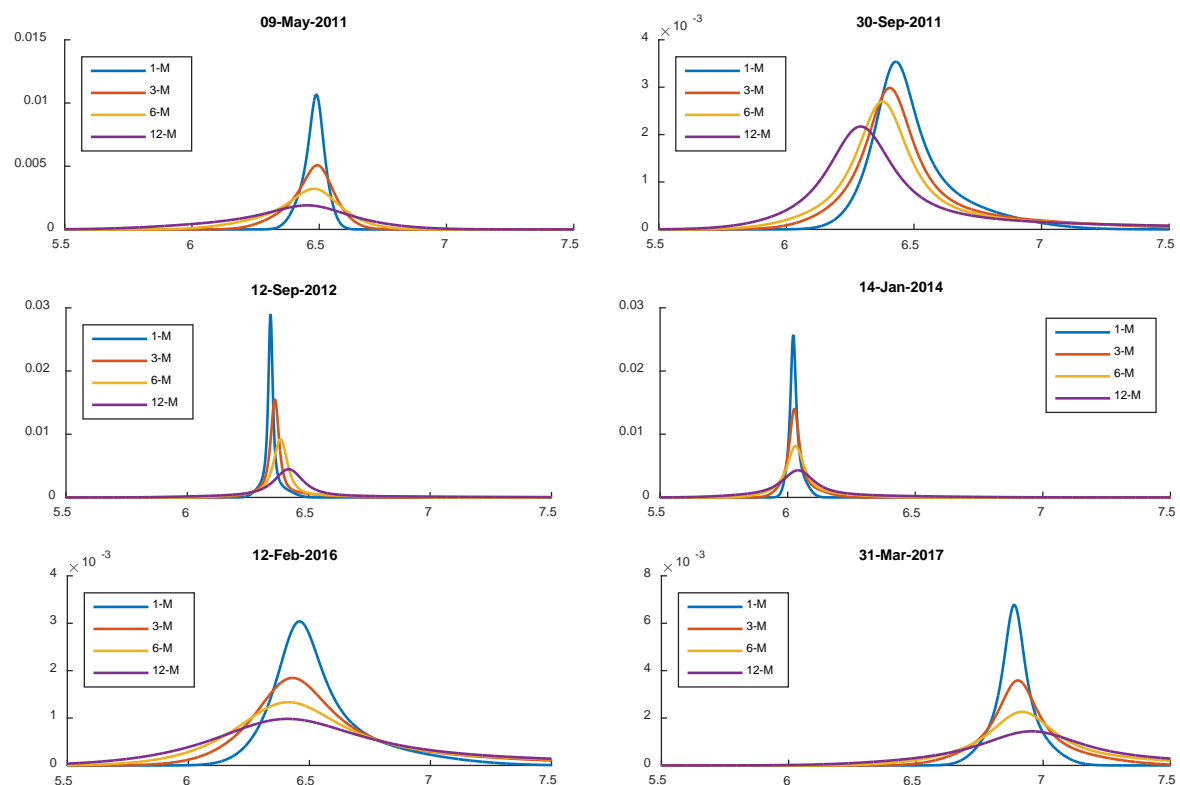 09-May-2011
0.015
0.01
0.005
0
5.5 6 6.5 7 7.5
1-M
3-M
6-M
12-M
30-Sep-2011
× 10 -3
4
3
2
1
0
5.5 6 6.5 7 7.5
1-M
3-M
6-M
12-M
12-Sep-2012
0.03
0.02
0.01
0
5.5 6 6.5 7 7.5
1-M
3-M
6-M
12-M
14-Jan-2014
0.03
0.02
0.01
0
5.5 6 6.5 7 7.5
1-M
3-M
6-M
12-M
12-Feb-2016
× 10 -3
4
3
2
1
0
5.5 6 6.5 7 7.5
1-M
3-M
6-M
12-M
31-Mar-2017
× 10 -3
8
6
4
2
0
5.5 6 6.5 7 7.5
1-M
3-M
6-M
12-M